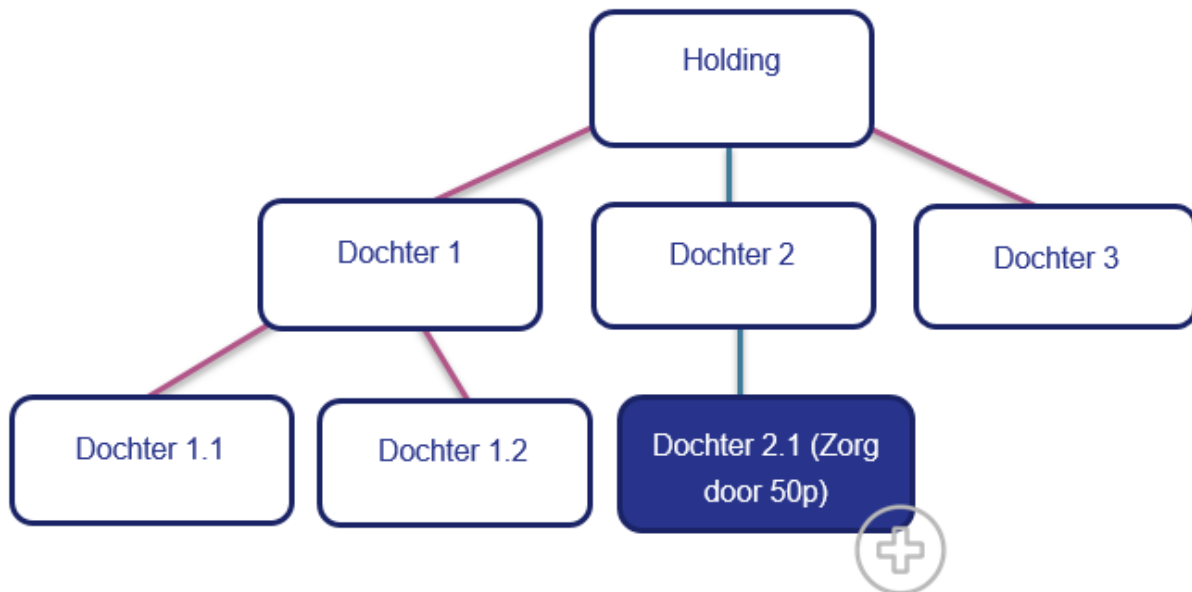 Holding
Dochter 1
Dochter 2
Dochter 3
Dochter 1.1
Dochter 1.2
Dochter 2.1 (Zorg
door 50p)